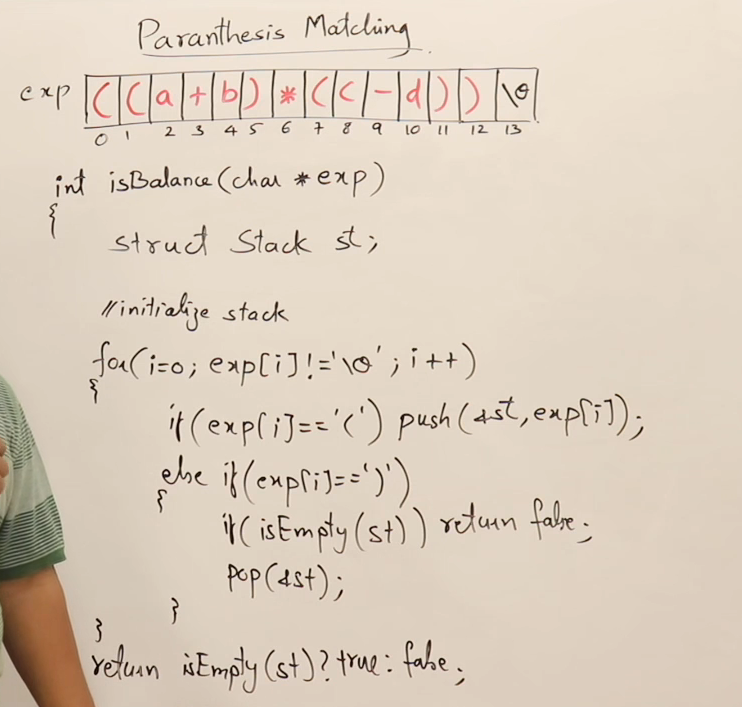 Paranthesis Matching
exp ( ( a + b ) * ( c - d ) ) \0
0 1 2 3 4 5 6 7 8 9 10 11 12 13
int isBalance(char *exp)
{
struct Stack st;
//initialize stack
for(i=0; exp[i]!='\0'; i++)
{
if(exp[i]=='(') push(&st,exp[i]);
else if(exp[i]==')')
{
if(isEmpty(st)) return false;
pop(&st);
}
}
return isEmpty(st)?true:false;